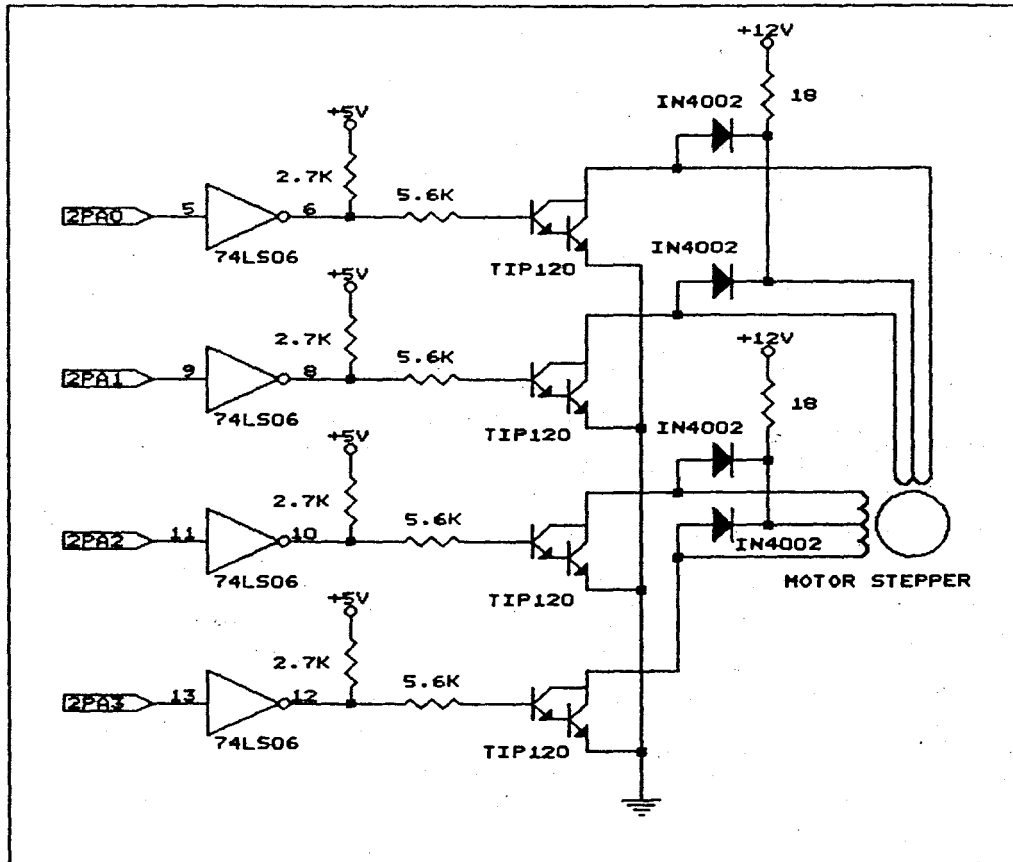 +12V
IN4002
18
+5V
2.7K
5.6K
2PA0
5
6
74LS06
TIP120
IN4002
+5V
2.7K
5.6K
+12V
2PA1
9
8
74LS06
TIP120
18
IN4002
+5V
2.7K
5.6K
2PA2
11
10
74LS06
TIP120
IN4002
MOTOR STEPPER
+5V
2.7K
5.6K
2PA3
13
12
74LS06
TIP120